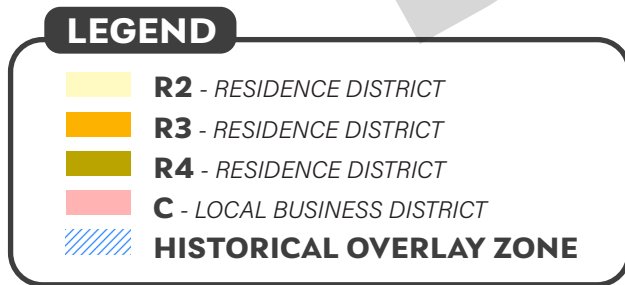 LEGEND
R2 - RESIDENCE DISTRICT
R3 - RESIDENCE DISTRICT
R4 - RESIDENCE DISTRICT
C - LOCAL BUSINESS DISTRICT
HISTORICAL OVERLAY ZONE